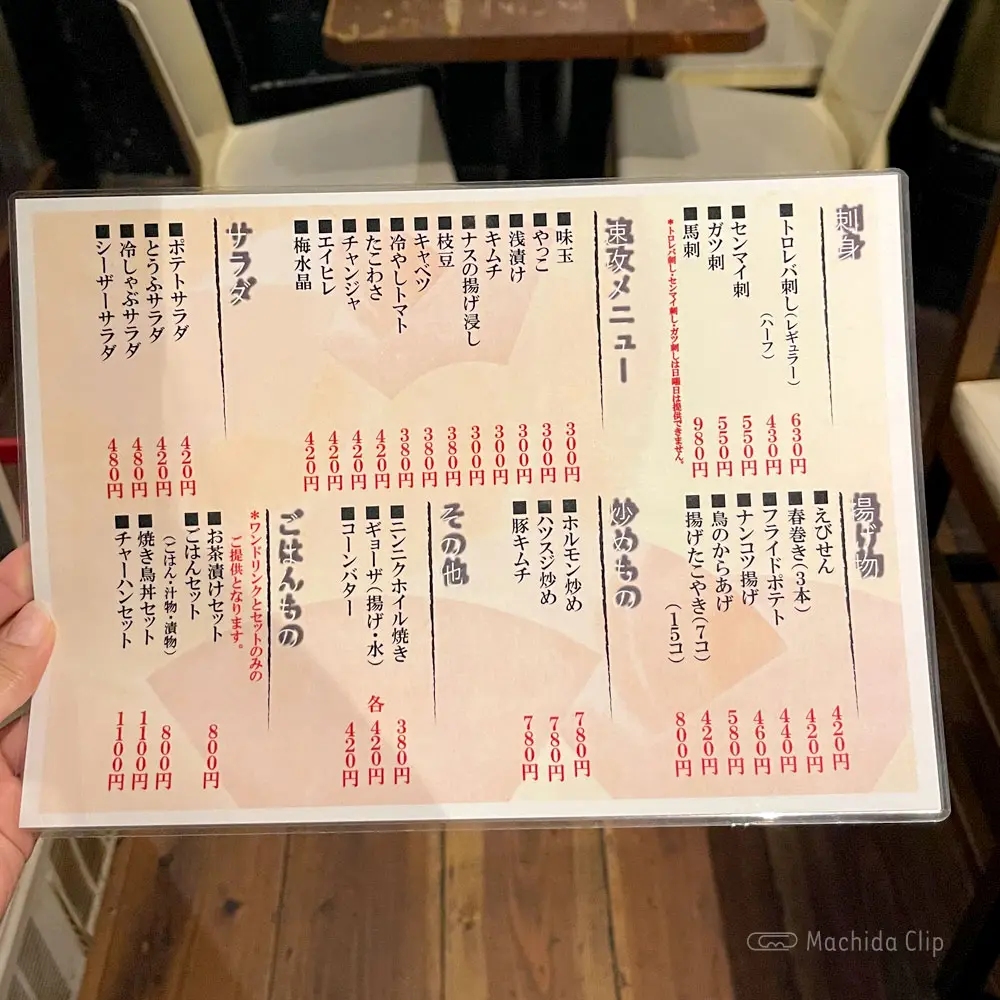 刺身
■トロレバ刺し(レギュラー) 630円
(ハーフ) 430円
■センマイ刺 550円
■ガツ刺 550円
■馬刺 980円
*トロレバ刺し・センマイ刺し・ガツ刺しは日曜日は提供できません。
速攻メニュー
■味玉 300円
■やっこ 300円
■浅漬け 300円
■キムチ 300円
■ナスの揚げ浸し 300円
■枝豆 380円
■キャベツ 380円
■冷やしトマト 380円
■たこわさ 420円
■チャンジャ 420円
■エイヒレ 420円
■梅水晶 420円
サラダ
■ポテトサラダ 420円
■とうふサラダ 420円
■冷しゃぶサラダ 480円
■シーザーサラダ 480円
揚げ物
■えびせん 420円
■春巻き(3本) 420円
■フライドポテト 440円
■ナンコツ揚げ 460円
■鳥のからあげ 580円
■揚げたこやき(7コ) 420円
(15コ) 800円
炒めもの
■ホルモン炒め 780円
■ハツスジ炒め 780円
■豚キムチ 780円
その他
■ニンニクホイル焼き 380円
■ギョーザ(揚げ・水) 各420円
■コーンバター 420円
ごはんもの
*ワンドリンクとセットのみの
ご提供となります。
■お茶漬けセット 800円
■ごはんセット
(ごはん・汁物・漬物) 800円
■焼き鳥丼セット 1100円
■チャーハンセット 1100円
Machida Clip